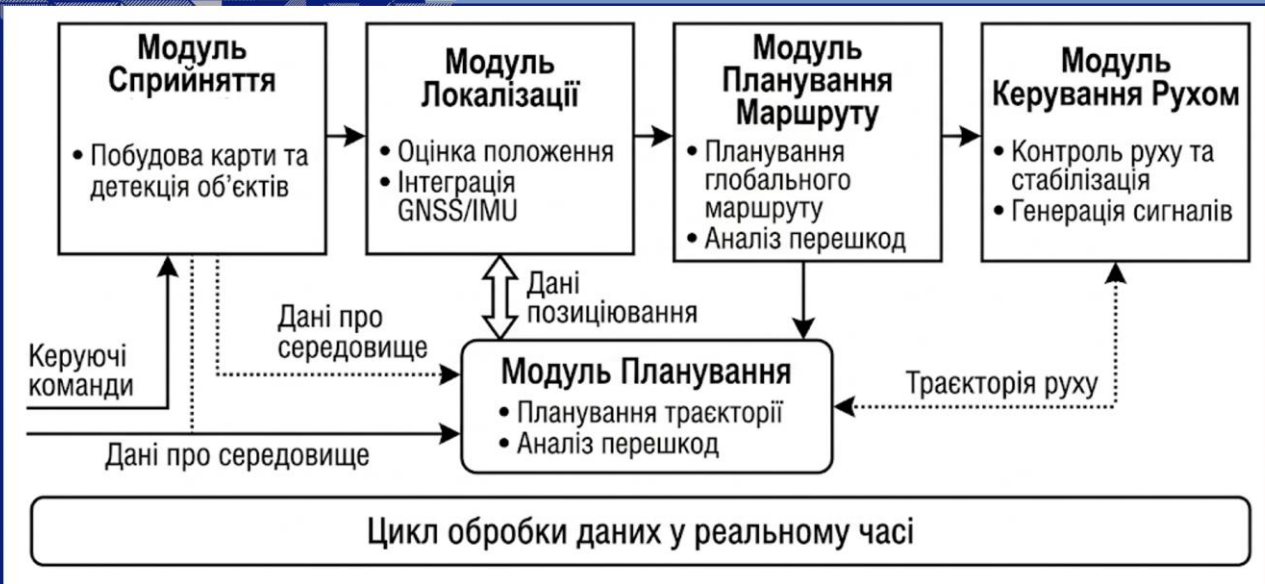 Модуль
Сприйняття
• Побудова карти та
детекція об’єктів
Модуль
Локалізації
• Оцінка положення
• Інтеграція
GNSS/IMU
Модуль
Планування
Маршруту
• Планування
глобального
маршруту
• Аналіз перешкод
Модуль
Керування Рухом
• Контроль руху та
стабілізація
• Генерація сигналів
Керуючі
команди
Дані про
середовище
Дані
позиціювання
Модуль Планування
• Планування траєкторії
• Аналіз перешкод
Траєкторія руху
Дані про середовище
Цикл обробки даних у реальному часі